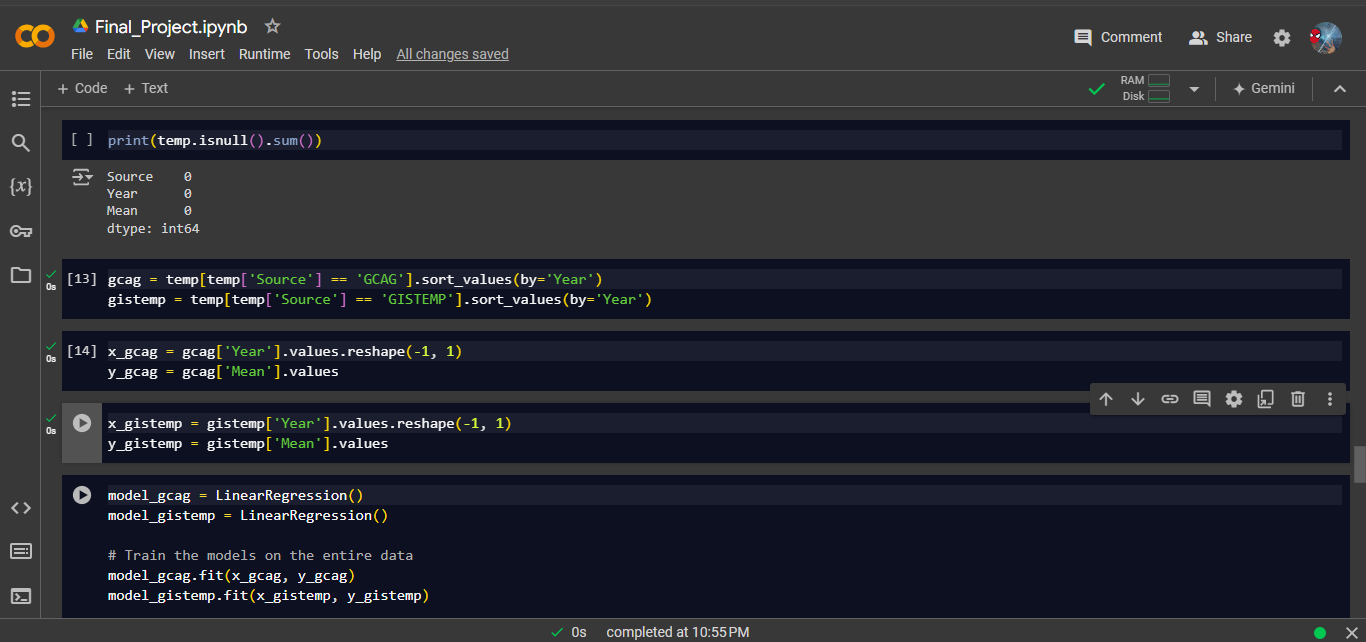 Final_Project.ipynb
File Edit View Insert Runtime Tools Help All changes saved
Comment Share
+ Code + Text
RAM
Disk
Gemini
[ ] print(temp.isnull().sum())
Source 0
Year 0
Mean 0
dtype: int64
0s
[13] gcag = temp[temp['Source'] == 'GCAG'].sort_values(by='Year')
gistemp = temp[temp['Source'] == 'GISTEMP'].sort_values(by='Year')
0s
[14] x_gcag = gcag['Year'].values.reshape(-1, 1)
y_gcag = gcag['Mean'].values
0s
x_gistemp = gistemp['Year'].values.reshape(-1, 1)
y_gistemp = gistemp['Mean'].values
model_gcag = LinearRegression()
model_gistemp = LinearRegression()
# Train the models on the entire data
model_gcag.fit(x_gcag, y_gcag)
model_gistemp.fit(x_gistemp, y_gistemp)
0s completed at 10:55 PM